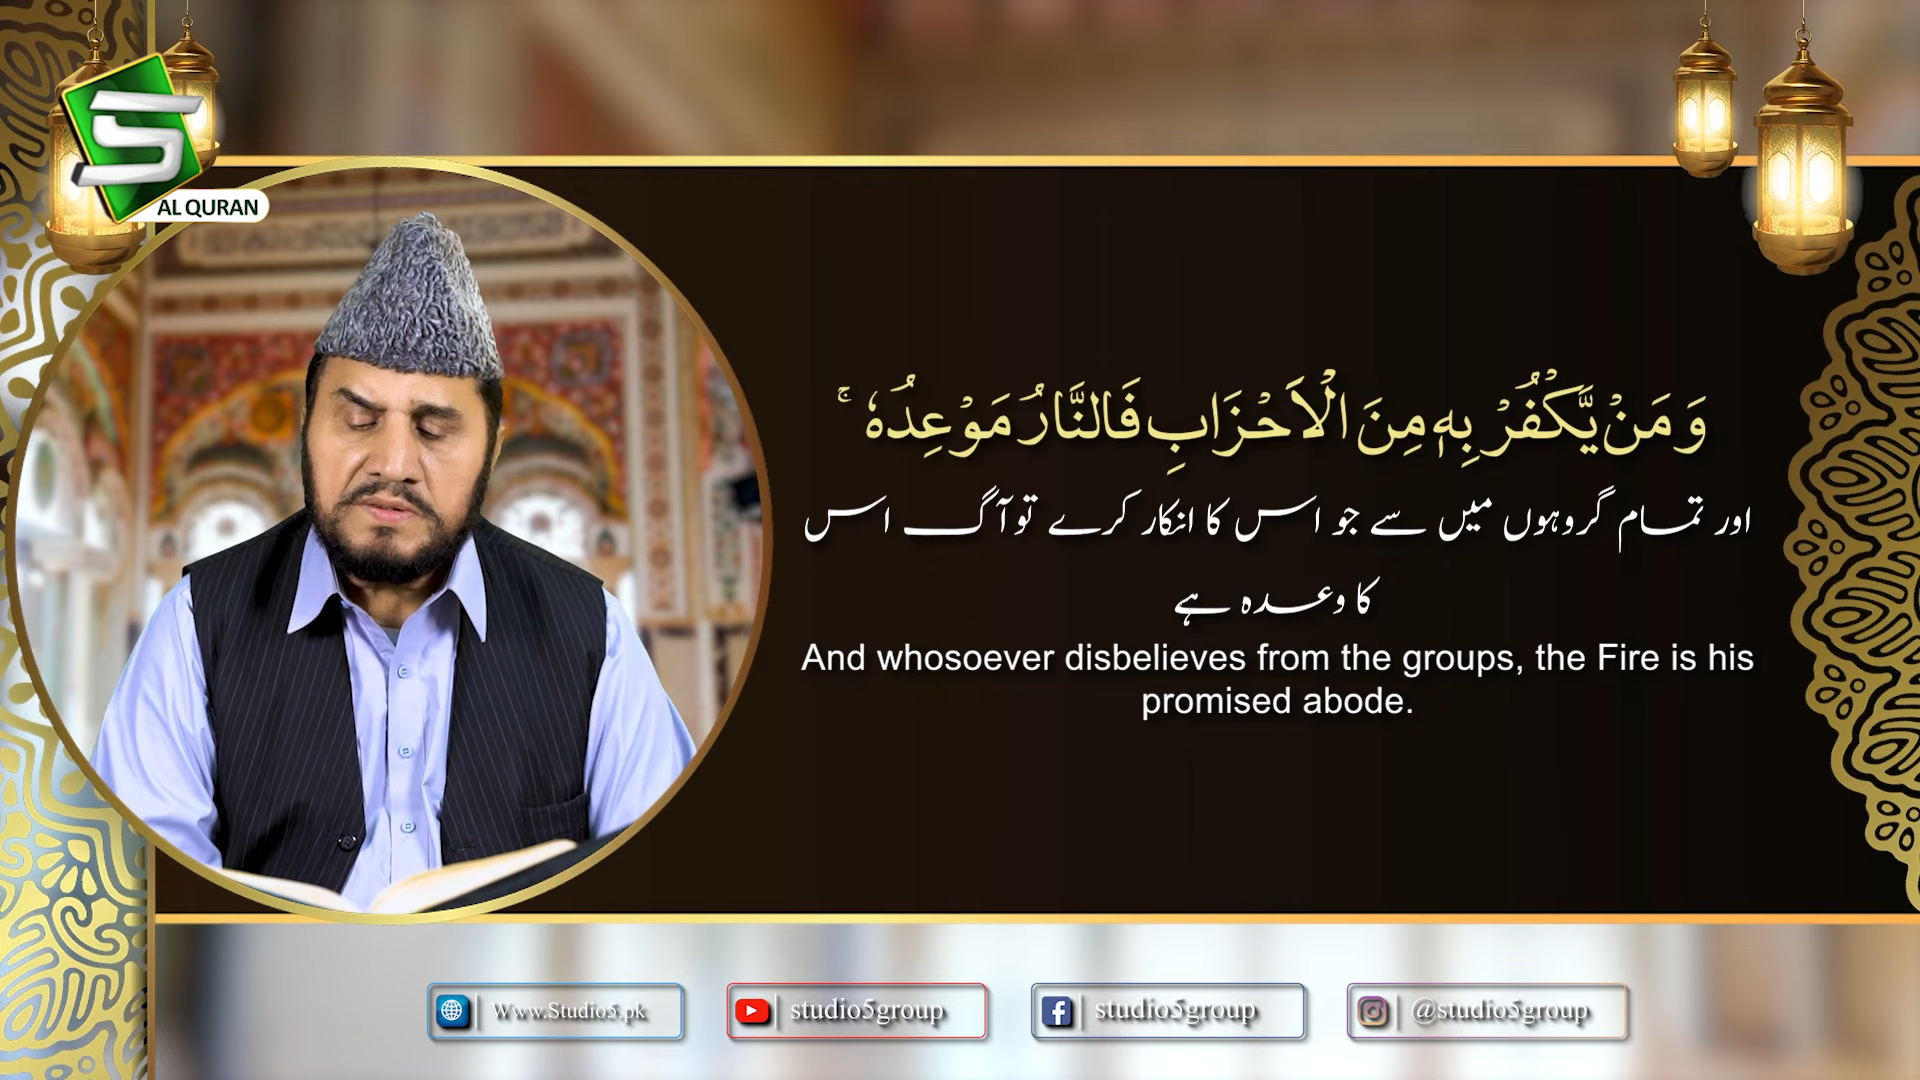 5
AL QURAN
وَ مَنْ يَّكْفُرْ بِهٖ مِنَ الْاَحْزَابِ فَالنَّارُ مَوْعِدُهٗ ۚ
اور تمام گروہوں میں سے جو اس کا انکار کرے تو آگ اس
کا وعدہ ہے
And whosoever disbelieves from the groups, the Fire is his
promised abode.
Www.Studio5.pk
studio5group
studio5group
@studio5group